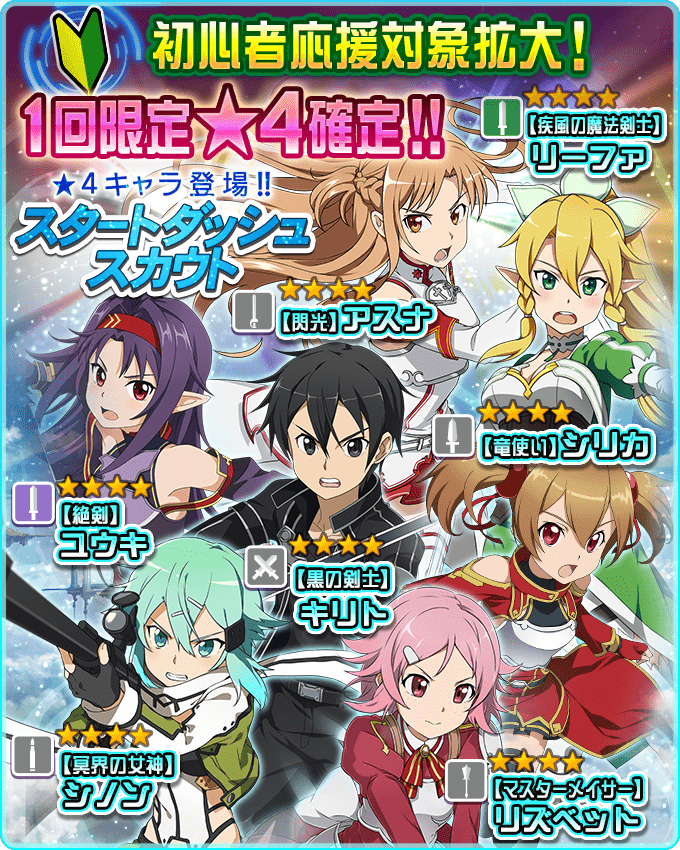 初心者応援対象拡大!
1回限定★4確定!!
★4キャラ登場!!
スタートダッシュ
スカウト
★★★★
【疾風の魔法剣士】
リーファ
★★★★
【閃光】アスナ
★★★★
【竜使い】シリカ
★★★★
【絶剣】
ユウキ
★★★★
【黒の剣士】
キリト
★★★★
【冥界の女神】
シノン
★★★★
【マスターメイサー】
リズベット